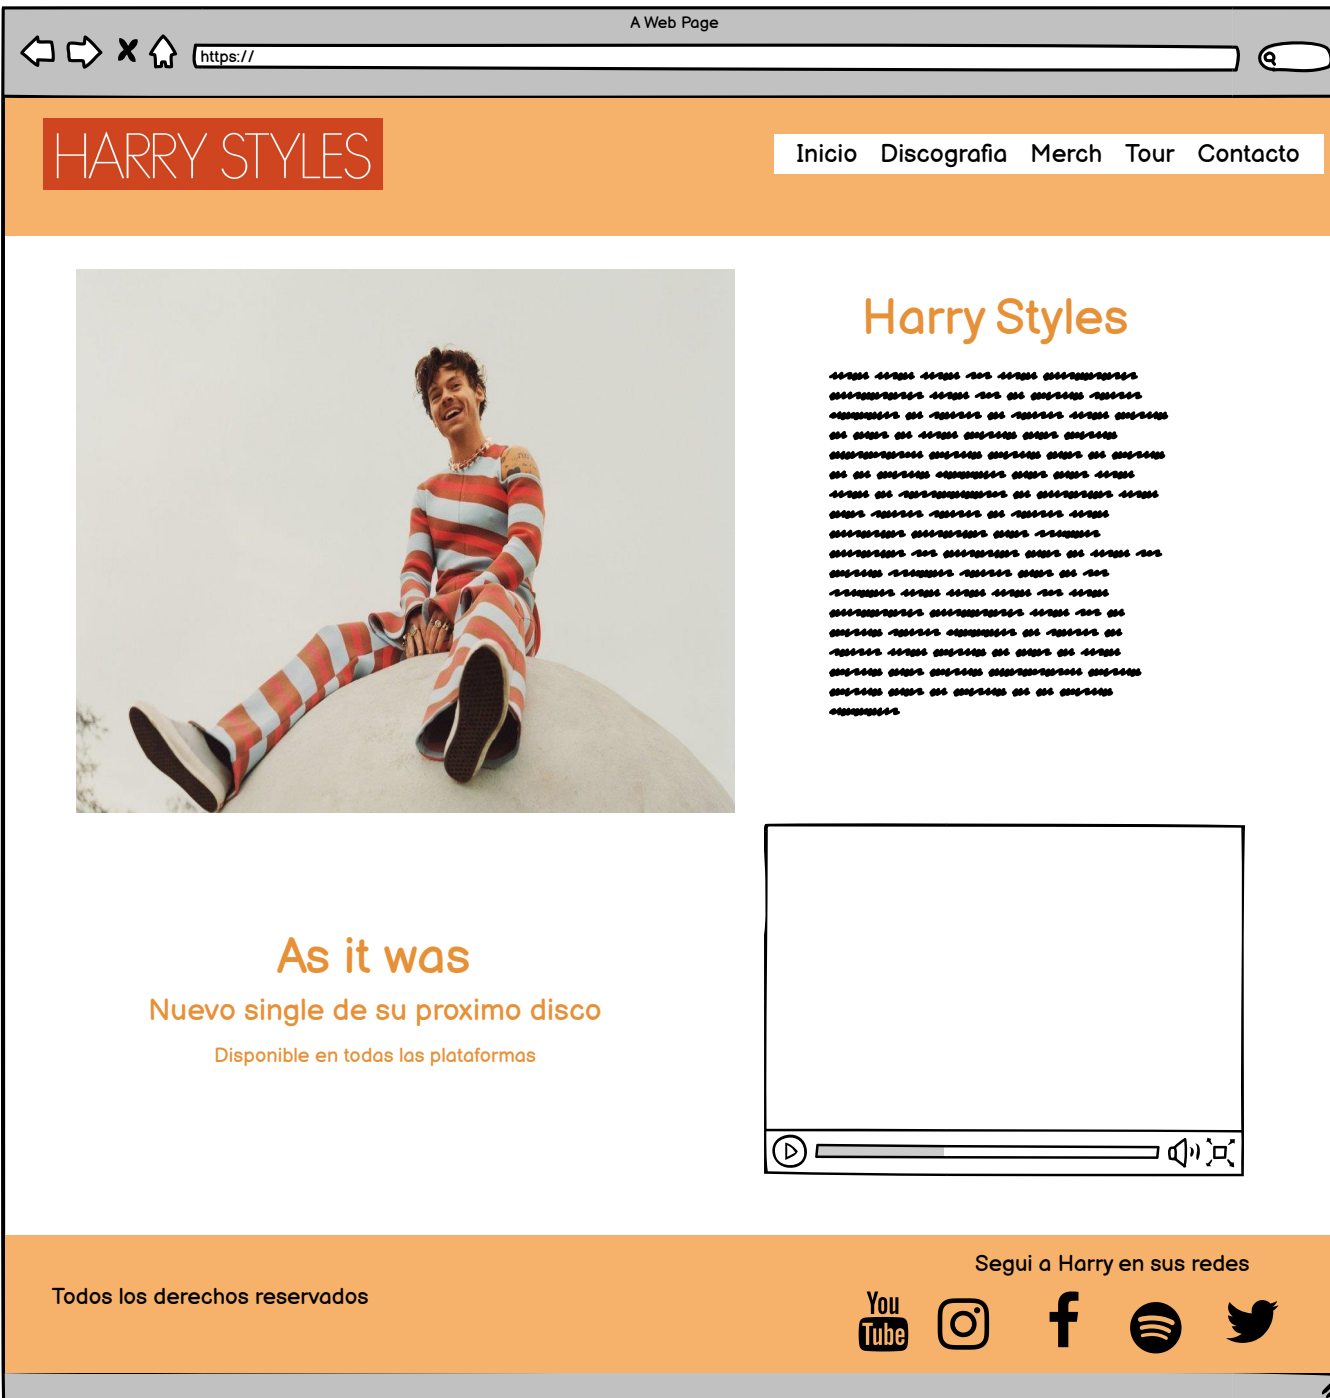 A Web Page
https://
HARRY STYLES
Inicio Discografia Merch Tour Contacto
Harry Styles
As it was
Nuevo single de su proximo disco
Disponible en todas las plataformas
Segui a Harry en sus redes
Todos los derechos reservados
You
Tube